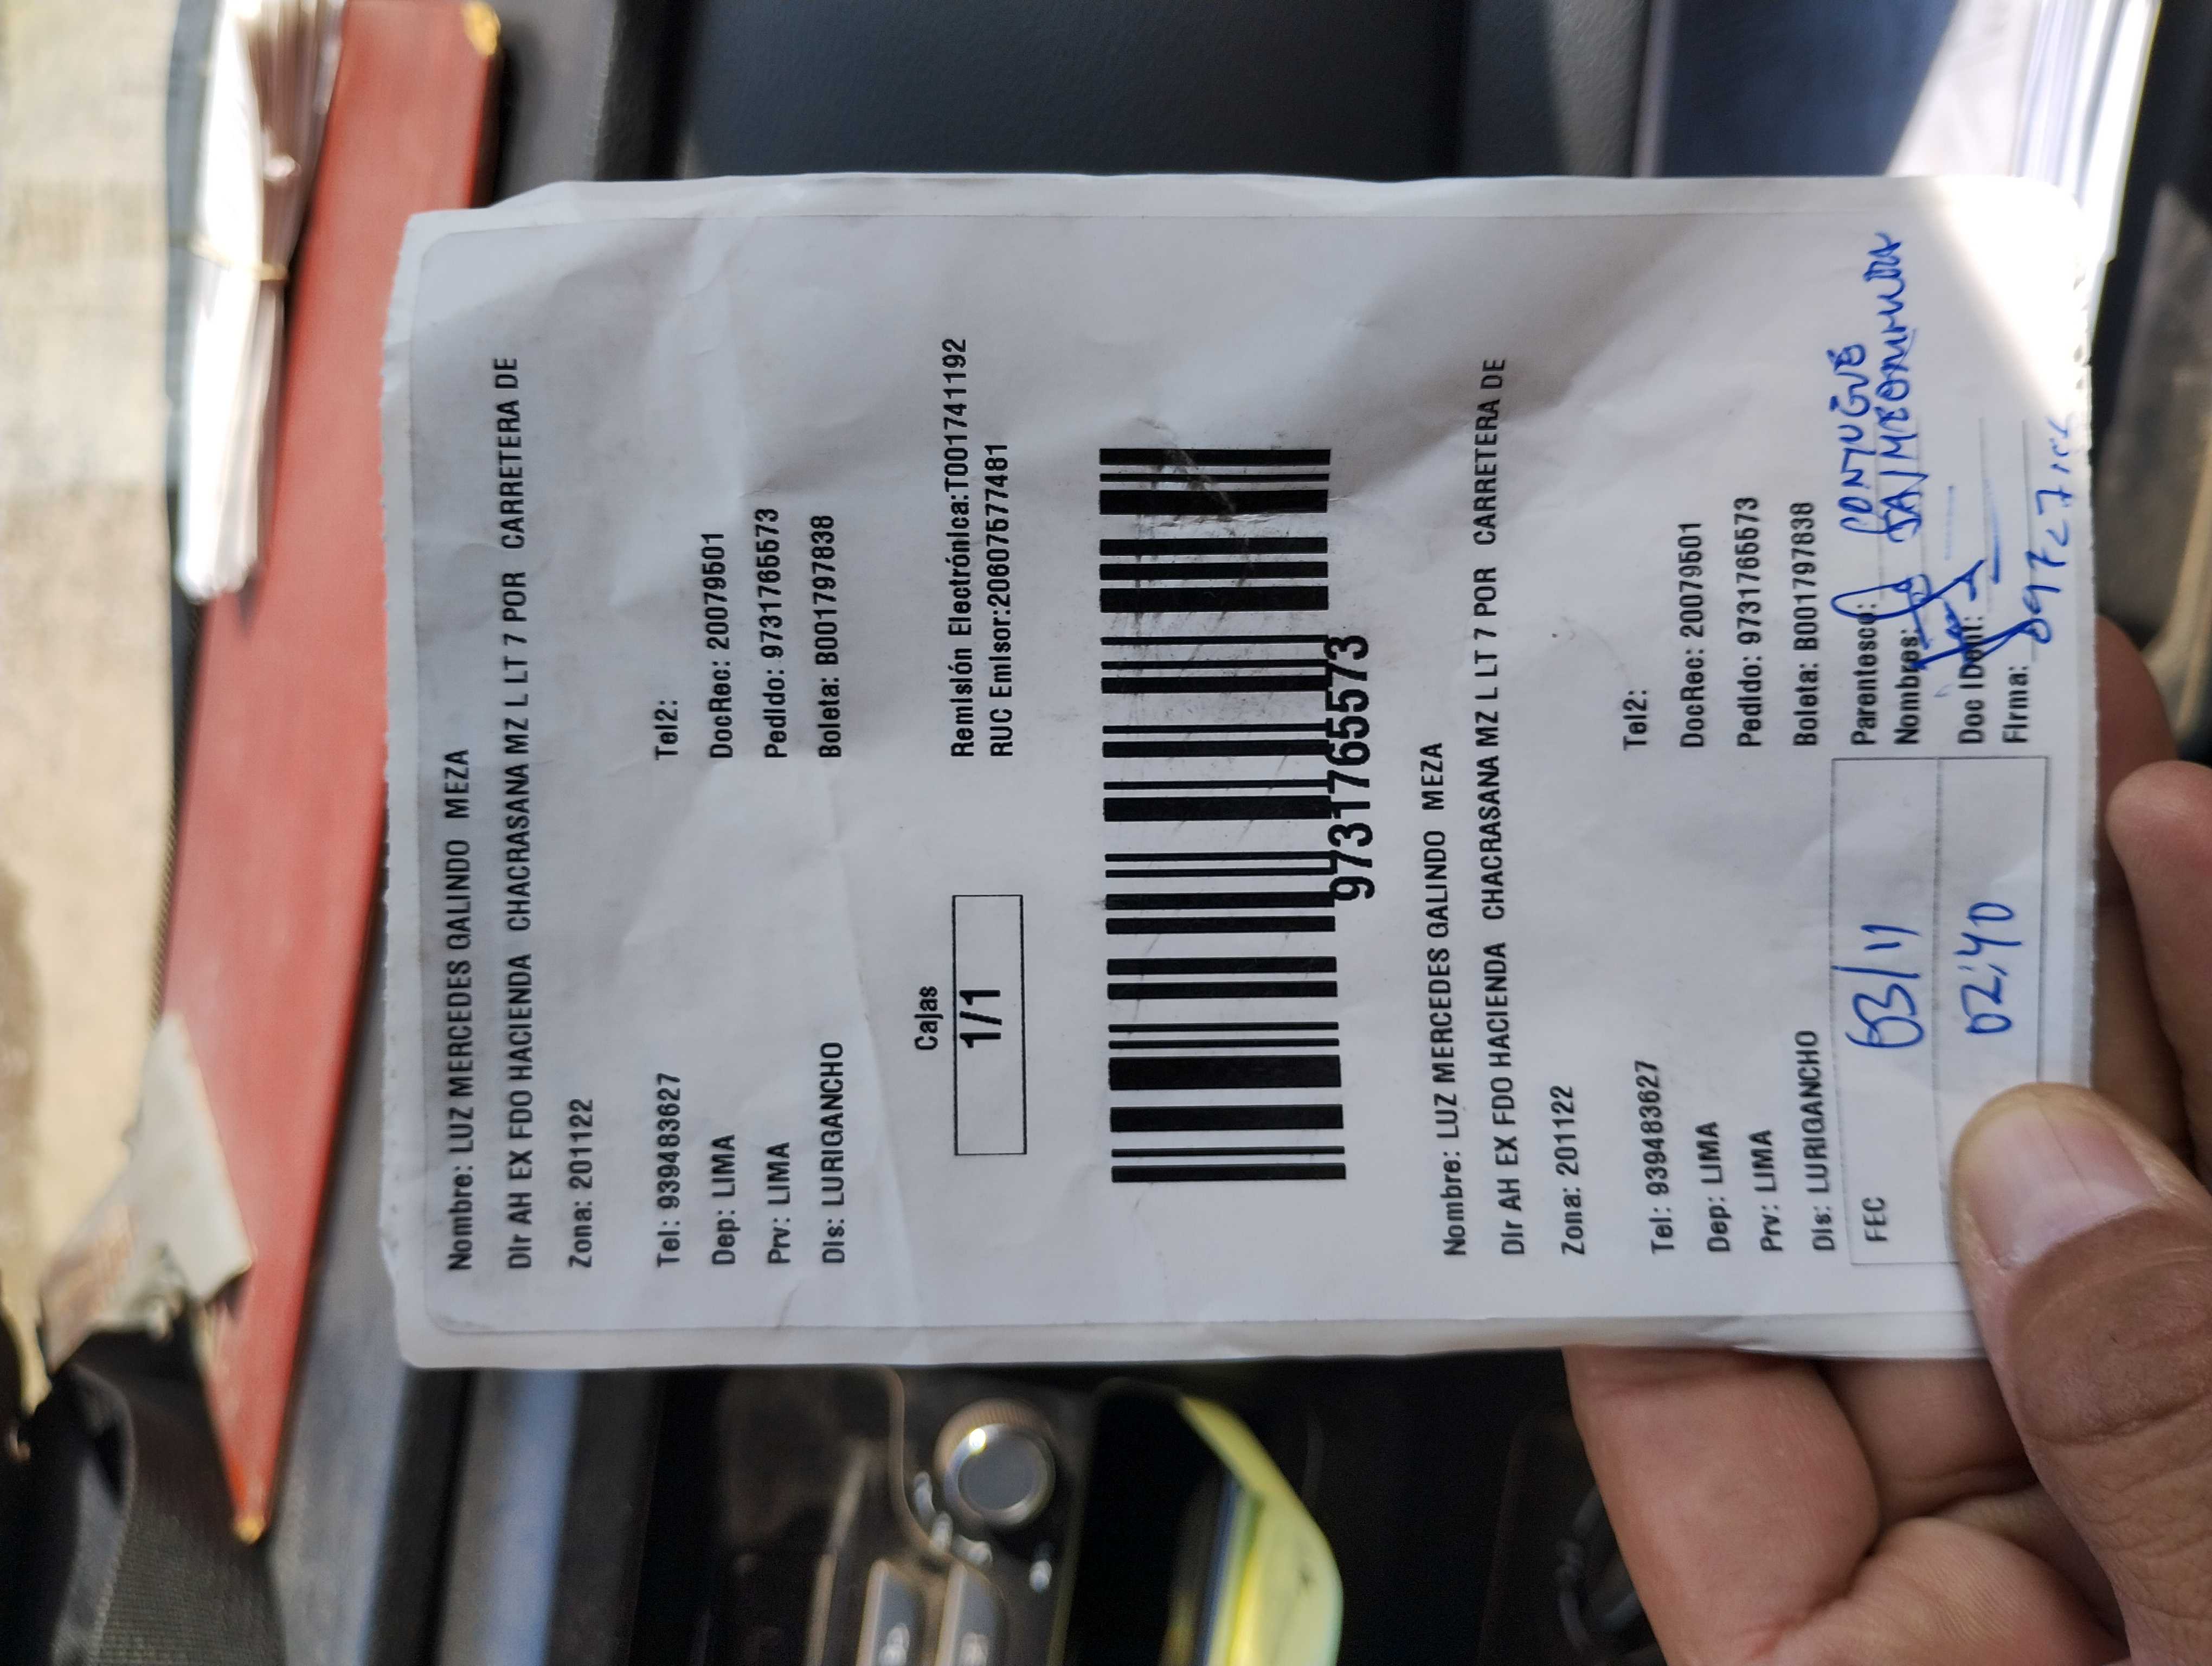 Nombre: LUZ MERCEDES GALINDO MEZA
Dir AH EX FDO HACIENDA CHACRASANA MZ L LT 7 POR CARRETERA DE
Zona: 201122
Tel: 939483627 Tel2:
Dep: LIMA DocRec: 20079501
Prv: LIMA Pedido: 9731765573
Dis: LURIGANCHO Boleta: B001797838
Cajas
1/1
Remisión Electrónica:T001741192
RUC Emisor:20607577481
9731765573
Nombre: LUZ MERCEDES GALINDO MEZA
Dir AH EX FDO HACIENDA CHACRASANA MZ L LT 7 POR CARRETERA DE
Zona: 201122
Tel: 939483627 Tel2:
Dep: LIMA DocRec: 20079501
Prv: LIMA Pedido: 9731765573
Dis: LURIGANCHO Boleta: B001797838
FEC 03/11 Parentesco: CONYUGUE
Nombres: JAIME
02:40 Doc Ident:
Firma: